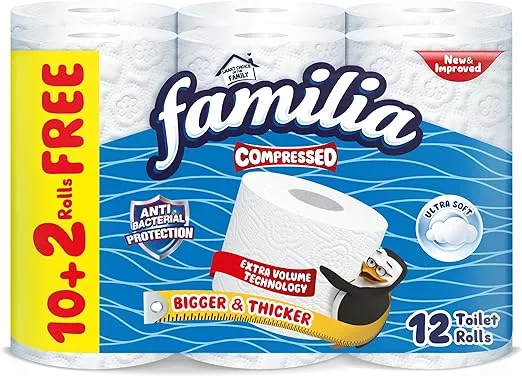 10+2 Rolls FREE
SMART CHOICE
FOR
FAMILY
familia
COMPRESSED
New&
Improved
ANTI
BACTERIAL
PROTECTION
ULTRA SOFT
EXTRA VOLUME
TECHNOLOGY
BIGGER & THICKER
12 Toilet
Rolls